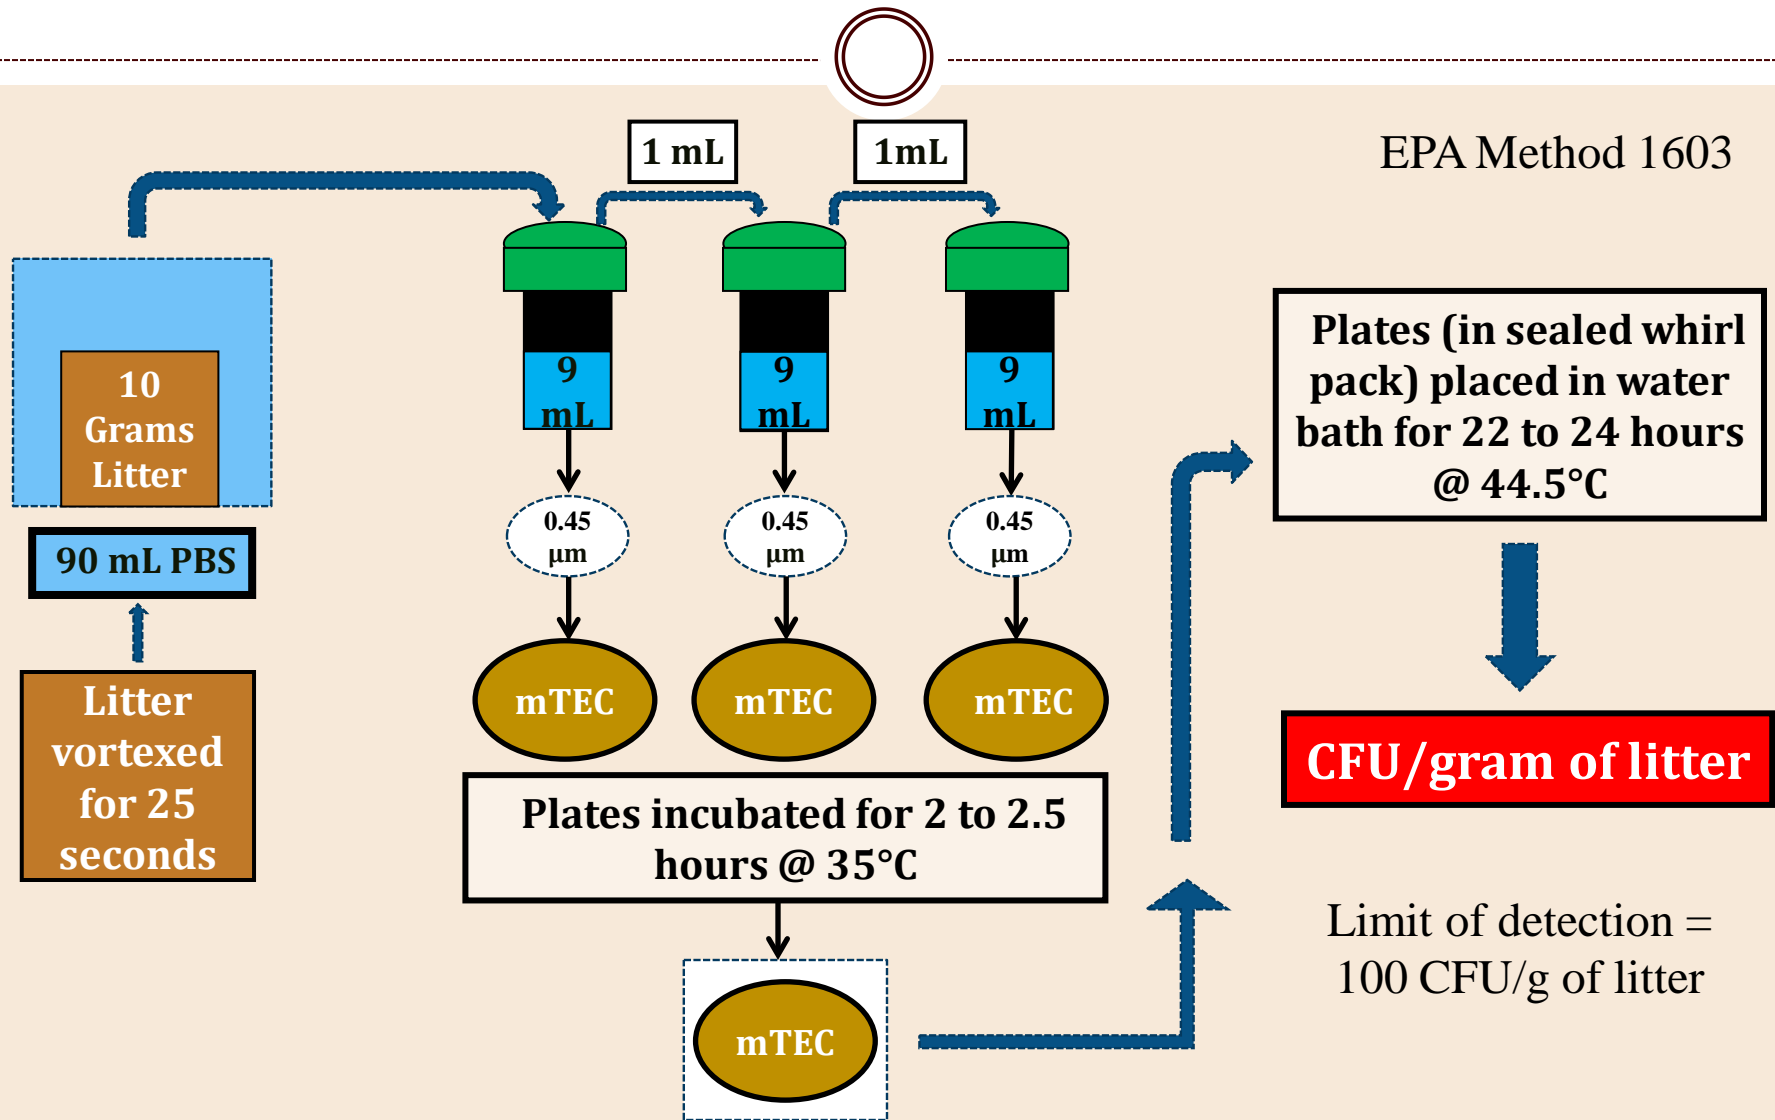 EPA Method 1603
1 mL
1mL
10
Grams
Litter
90 mL PBS
Litter
vortexed
for 25
seconds
9
mL
9
mL
9
mL
0.45
μm
0.45
μm
0.45
μm
mTEC
mTEC
mTEC
Plates incubated for 2 to 2.5
hours @ 35°C
mTEC
Plates (in sealed whirl
pack) placed in water
bath for 22 to 24 hours
@ 44.5°C
CFU/gram of litter
Limit of detection =
100 CFU/g of litter